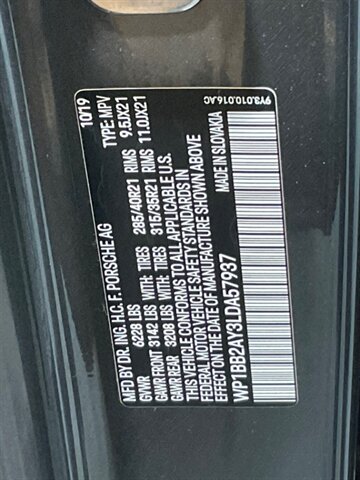 MFD BY DR. ING. H.C. F. PORSCHE AG 10/19
GVWR 6228 LBS TYPE: MPV
GAWR FRONT 3142 LBS WITH: TIRES 285/40R21 RIMS 9.5JX21
GAWR REAR 3208 LBS WITH: TIRES 315/35R21 RIMS 11.0JX21
THIS VEHICLE CONFORMS TO ALL APPLICABLE U.S.
FEDERAL MOTOR VEHICLE SAFETY STANDARDS IN
EFFECT ON THE DATE OF MANUFACTURE SHOWN ABOVE
WP1BB2AY3LDA57937 MADE IN SLOVAKIA
9Y3.010.016.AC